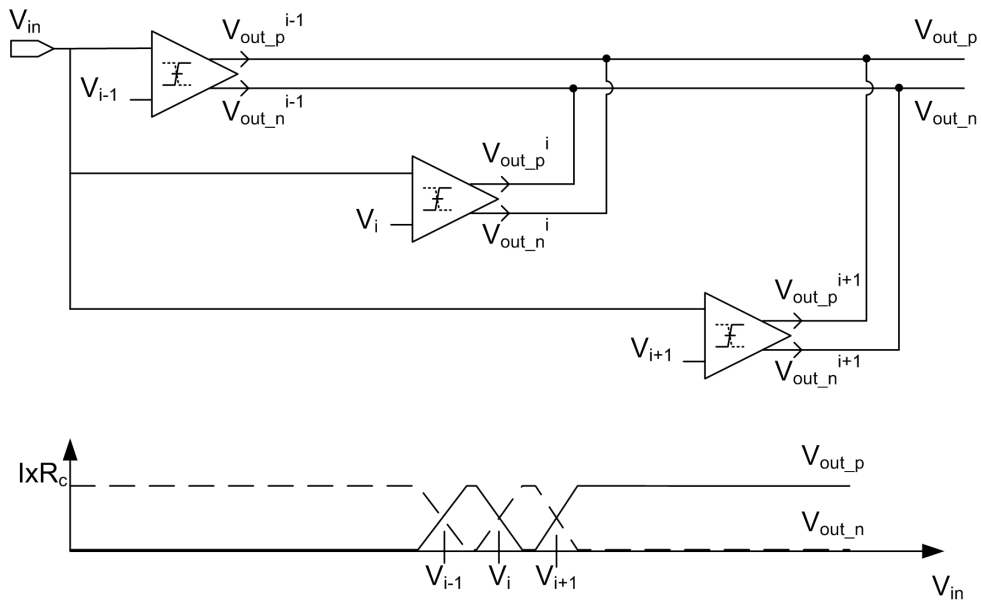 V_in
V_out_p^i-1
V_out_p
V_i-1
V_out_n^i-1
V_out_n
V_out_p^i
V_i
V_out_n^i
V_out_p^i+1
V_i+1
V_out_n^i+1
IxR_c
V_out_p
V_out_n
V_i-1 V_i V_i+1
V_in